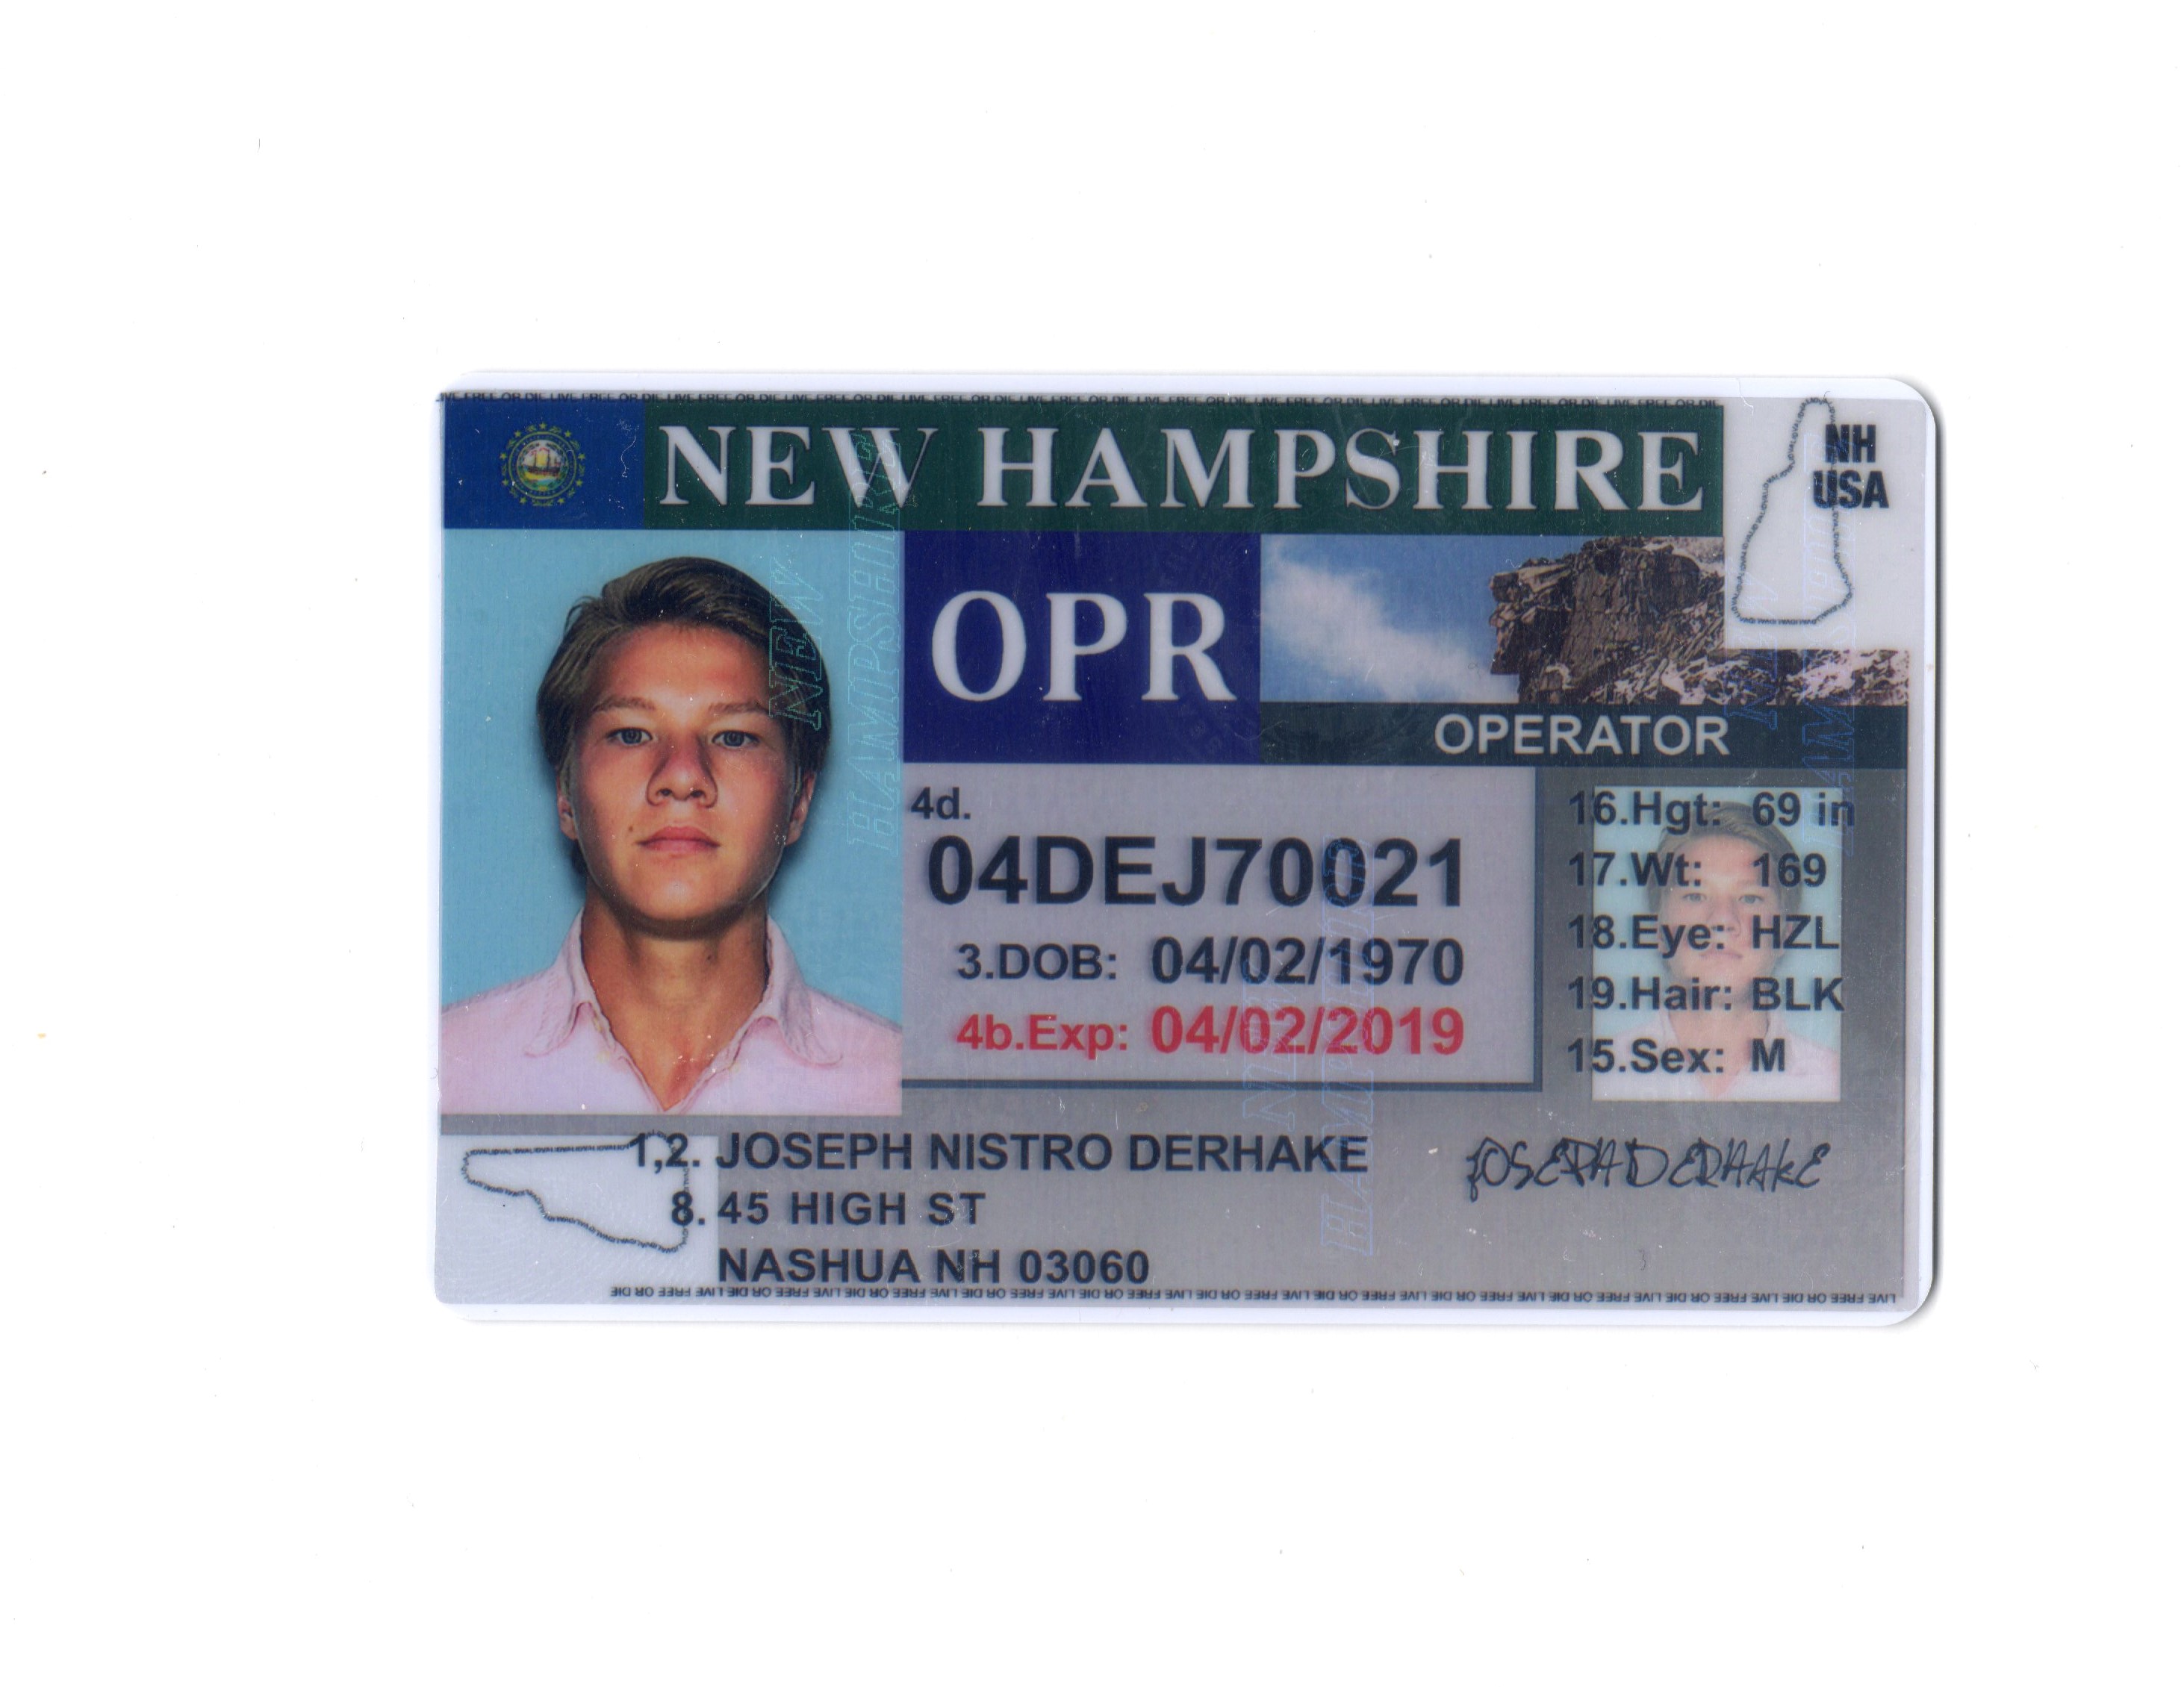 LIVE FREE OR DIE LIVE FREE OR DIE LIVE FREE OR DIE LIVE FREE OR DIE LIVE FREE OR DIE LIVE FREE OR DIE LIVE FREE OR DIE LIVE FREE OR DIE LIVE FREE OR DIE
NEW HAMPSHIRE
NH
USA
OPR
OPERATOR
NEW
HAMPSHIRE
4d.
04DEJ70021
3.DOB: 04/02/1970
4b.Exp: 04/02/2019
16.Hgt: 69 in
17.Wt: 169
18.Eye: HZL
19.Hair: BLK
15.Sex: M
NEW
HAMPSHIRE
1,2. JOSEPH NISTRO DERHAKE
JOSEPH DERHAKE
8. 45 HIGH ST
NASHUA NH 03060